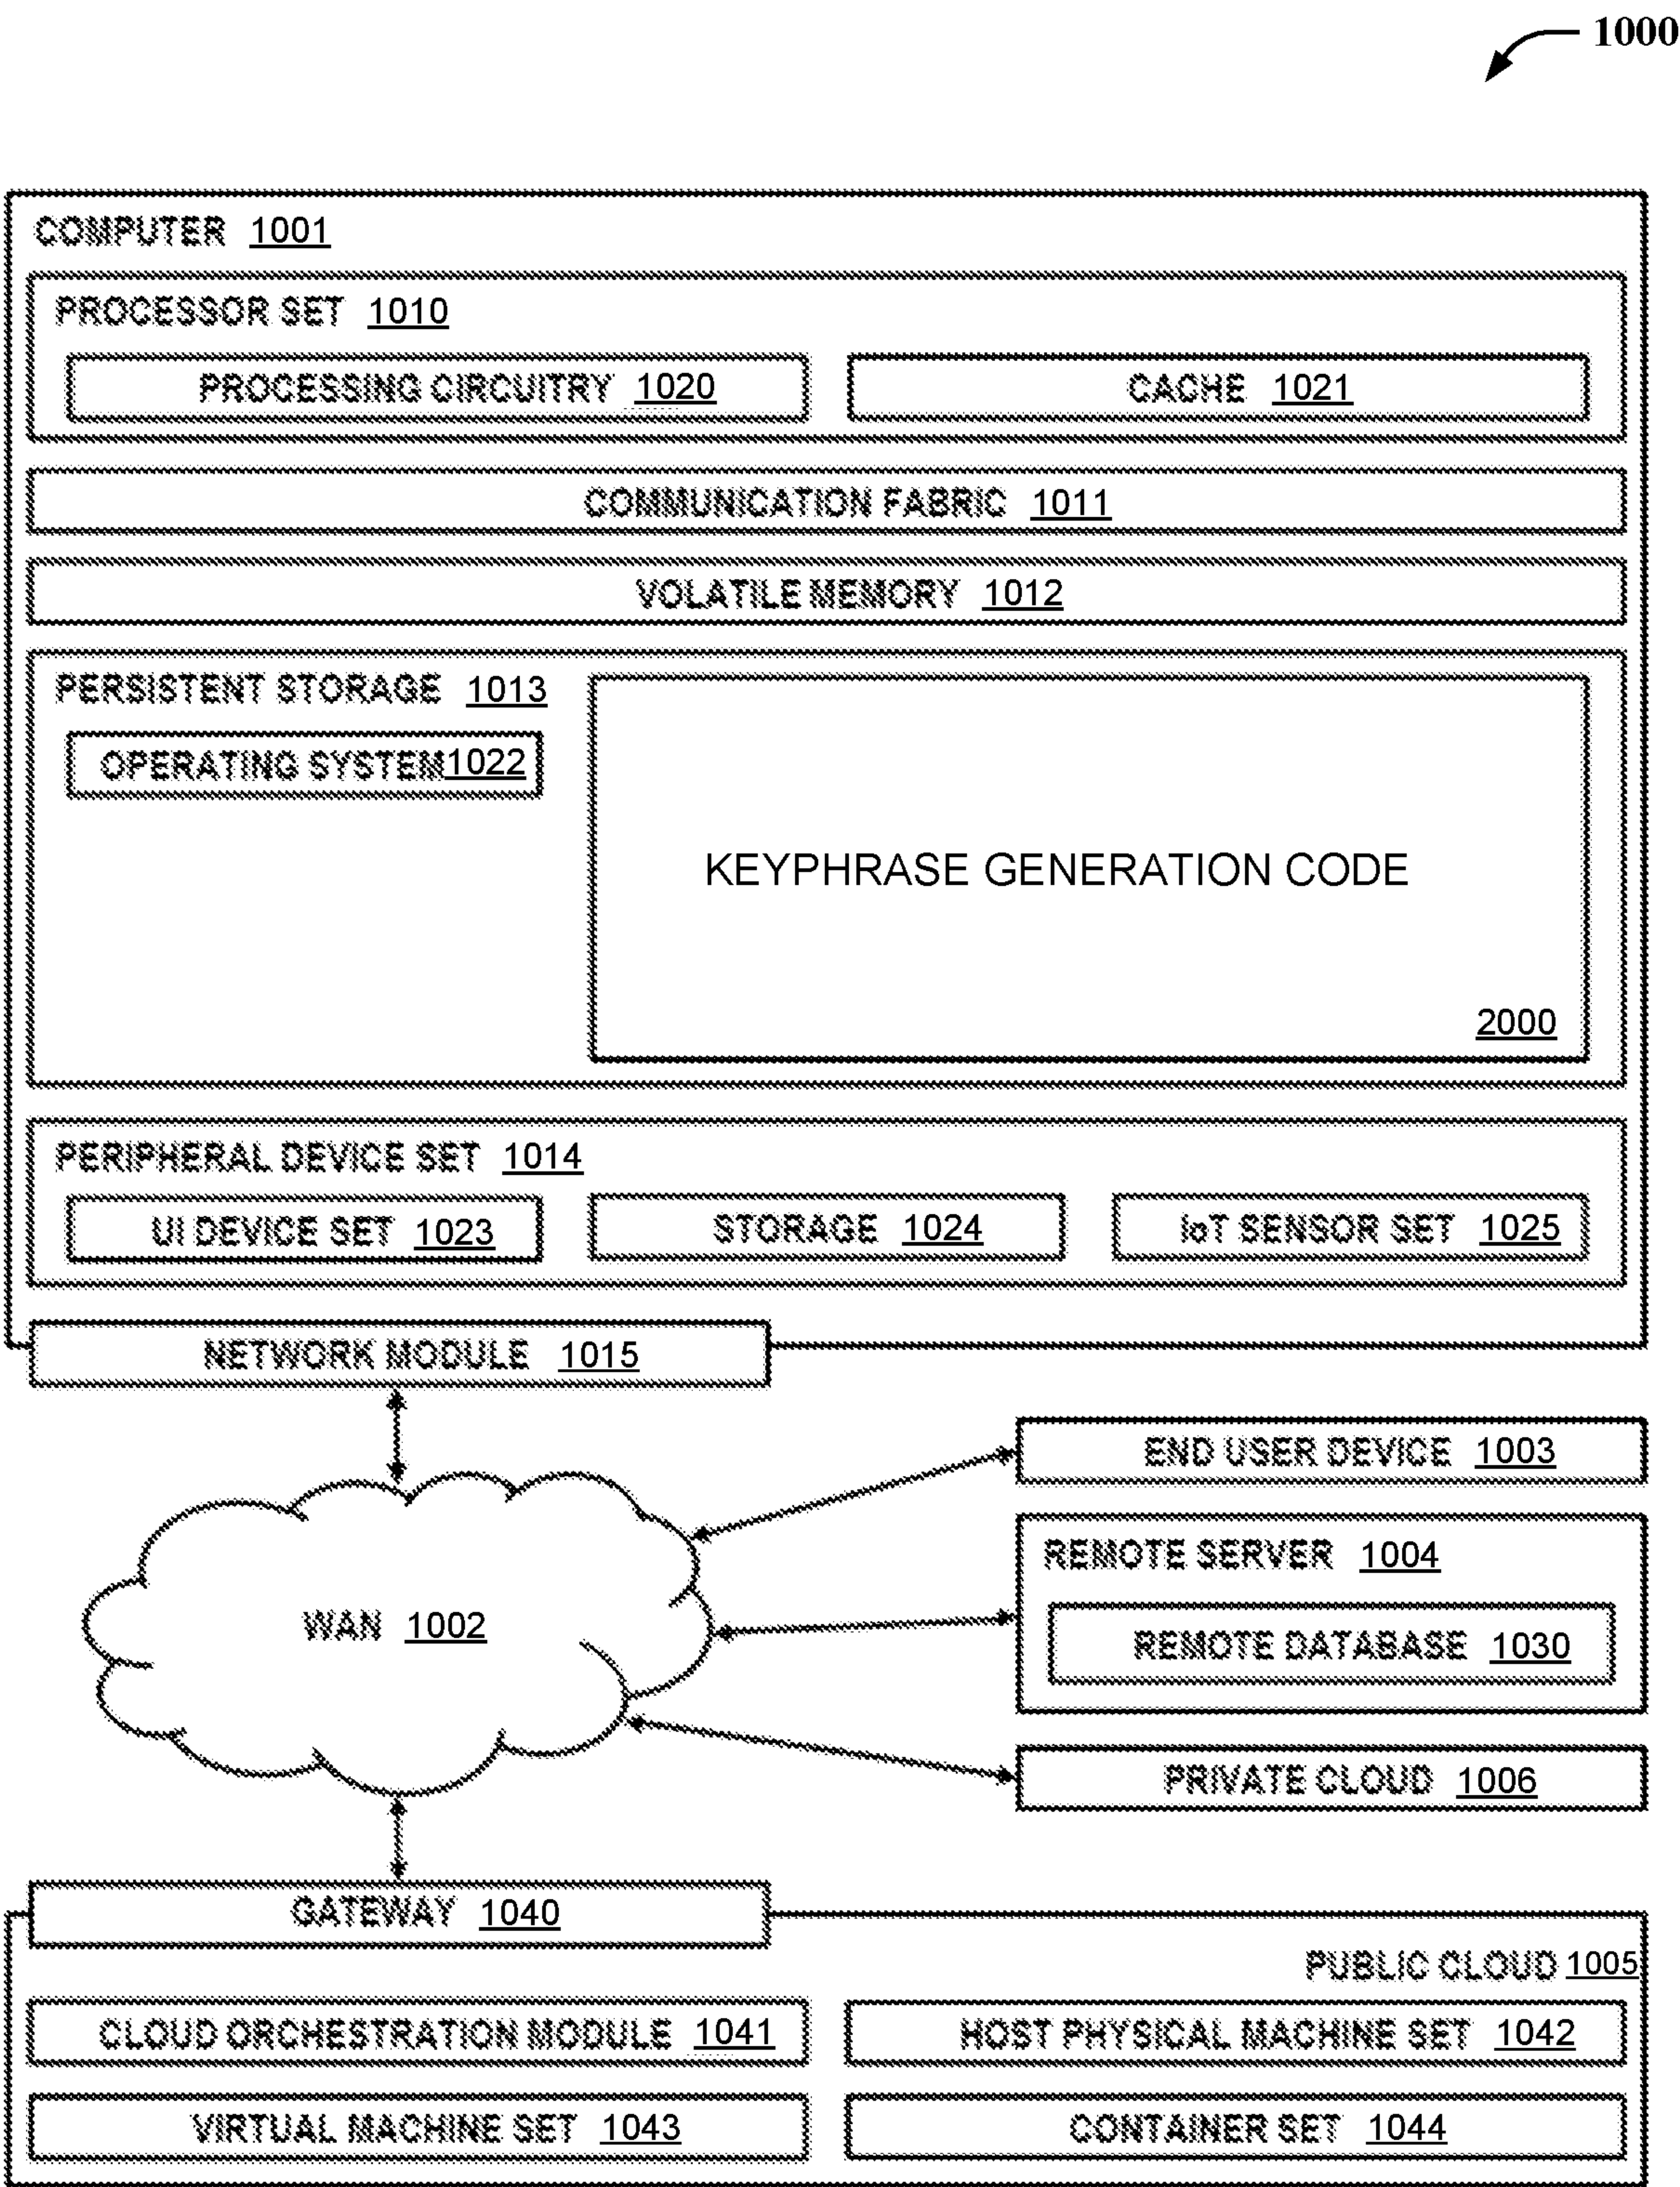 1000
COMPUTER 1001
PROCESSOR SET 1010
PROCESSING CIRCUITRY 1020
CACHE 1021
COMMUNICATION FABRIC 1011
VOLATILE MEMORY 1012
PERSISTENT STORAGE 1013
OPERATING SYSTEM 1022
KEYPHRASE GENERATION CODE
2000
PERIPHERAL DEVICE SET 1014
UI DEVICE SET 1023
STORAGE 1024
IoT SENSOR SET 1025
NETWORK MODULE 1015
END USER DEVICE 1003
REMOTE SERVER 1004
WAN 1002
REMOTE DATABASE 1030
PRIVATE CLOUD 1006
GATEWAY 1040
PUBLIC CLOUD 1005
CLOUD ORCHESTRATION MODULE 1041
HOST PHYSICAL MACHINE SET 1042
VIRTUAL MACHINE SET 1043
CONTAINER SET 1044